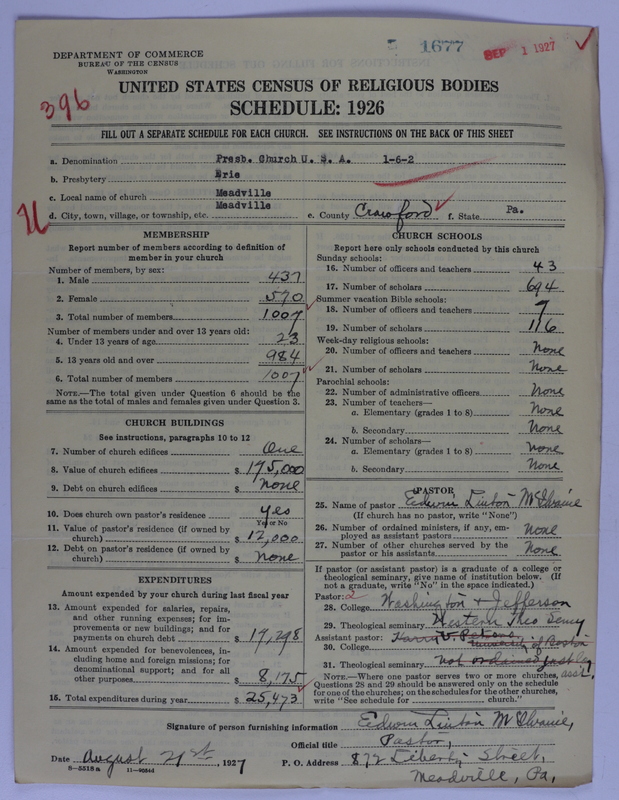 1677
SEP 1 1927
DEPARTMENT OF COMMERCE
BUREAU OF THE CENSUS
WASHINGTON
396
UNITED STATES CENSUS OF RELIGIOUS BODIES
SCHEDULE: 1926
FILL OUT A SEPARATE SCHEDULE FOR EACH CHURCH. SEE INSTRUCTIONS ON THE BACK OF THIS SHEET
a. Denomination Presb. Church U. S. A. 1-6-2
b. Presbytery Erie
c. Local name of church Meadville
d. City, town, village, or township, etc. Meadville e. County Crawford f. State Pa.
U
MEMBERSHIP
Report number of members according to definition of
member in your church
Number of members, by sex:
1. Male 437
2. Female 570
3. Total number of members 1007
Number of members under and over 13 years old:
4. Under 13 years of age 23
5. 13 years old and over 984
6. Total number of members 1007
NOTE.—The total given under Question 6 should be the
same as the total of males and females given under Question 3.
CHURCH BUILDINGS
See instructions, paragraphs 10 to 12
7. Number of church edifices One
8. Value of church edifices $ 175,000
9. Debt on church edifices $ None
10. Does church own pastor's residence yes
Yes or No
11. Value of pastor's residence (if owned by
church) $ 12,000
12. Debt on pastor's residence (if owned by
church) $ None
EXPENDITURES
Amount expended by your church during last fiscal year
13. Amount expended for salaries, repairs,
and other running expenses; for im-
provements or new buildings; and for
payments on church debt $ 17,298
14. Amount expended for benevolences, in-
cluding home and foreign missions; for
denominational support; and for all
other purposes $ 8,175
15. Total expenditures during year $ 25,473
CHURCH SCHOOLS
Report here only schools conducted by this church
Sunday schools:
16. Number of officers and teachers 43
17. Number of scholars 694
Summer vacation Bible schools:
18. Number of officers and teachers 7
19. Number of scholars 116
Week-day religious schools:
20. Number of officers and teachers None
21. Number of scholars None
Parochial schools:
22. Number of administrative officers None
23. Number of teachers—
a. Elementary (grades 1 to 8) None
b. Secondary None
24. Number of scholars—
a. Elementary (grades 1 to 8) None
b. Secondary None
PASTOR
25. Name of pastor Edwin Linton McIlvaine
(If church has no pastor, write "None")
26. Number of ordained ministers, if any, em-
ployed as assistant pastors None
27. Number of other churches served by the
pastor or his assistants None
If pastor (or assistant pastor) is a graduate of a college or
theological seminary, give name of institution below. (If
not a graduate, write "No" in the space indicated.)
Pastor: 2
28. College Washington & Jefferson
29. Theological seminary Western Theo Semy
Assistant pastor: Harry V.
30. College University of Boston
31. Theological seminary not ordained just lay asst.
NOTE.—Where one pastor serves two or more churches,
Questions 28 and 29 should be answered only on the schedule
for one of the churches; on the schedules for the other churches,
write "See schedule for church."
Signature of person furnishing information Edwin Linton McIlvaine,
Official title Pastor,
Date August 21st, 1927 P. O. Address 872 Liberty Street,
8—5518a 11—9054d Meadville, Pa,